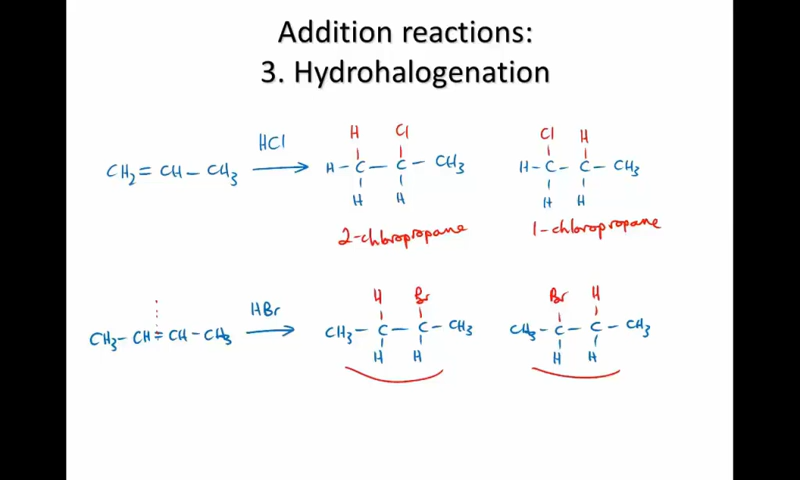 Addition reactions:
3. Hydrohalogenation
HCl
H Cl Cl H
CH2 = CH – CH3 H – C – C – CH3 H – C – C – CH3
H H H H
2-chloropropane 1-chloropropane
HBr
H Br Br H
CH3 – CH = CH – CH3 CH3 – C – C – CH3 CH3 – C – C – CH3
H H H H